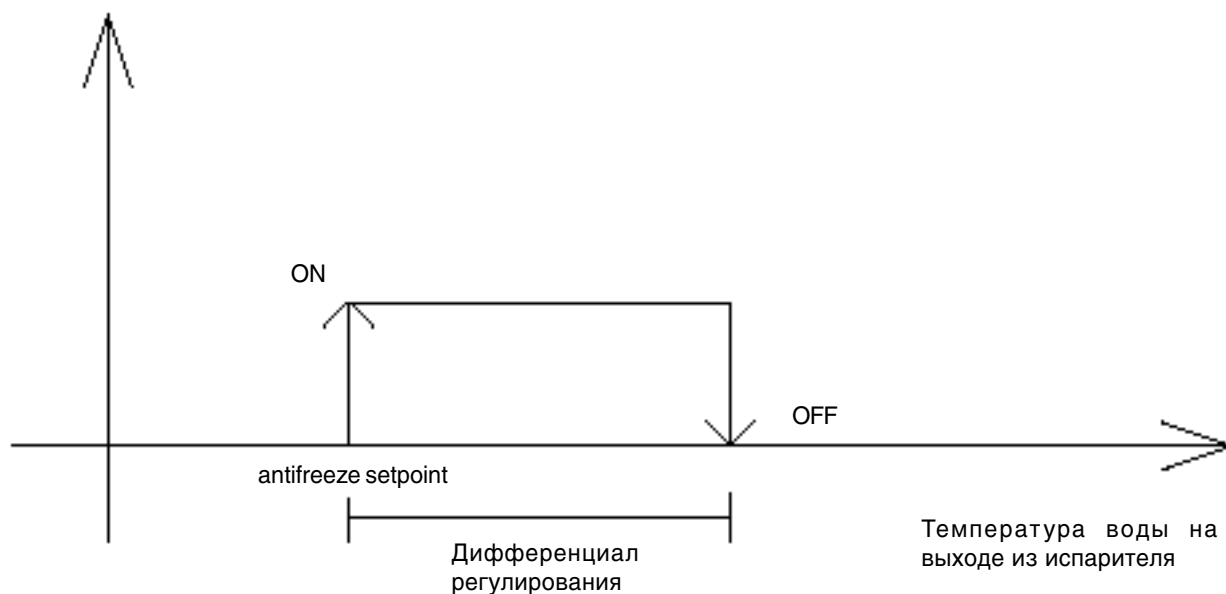 ON
OFF
antifreeze setpoint
Дифференциал
регулирования
Температура воды на
выходе из испарителя